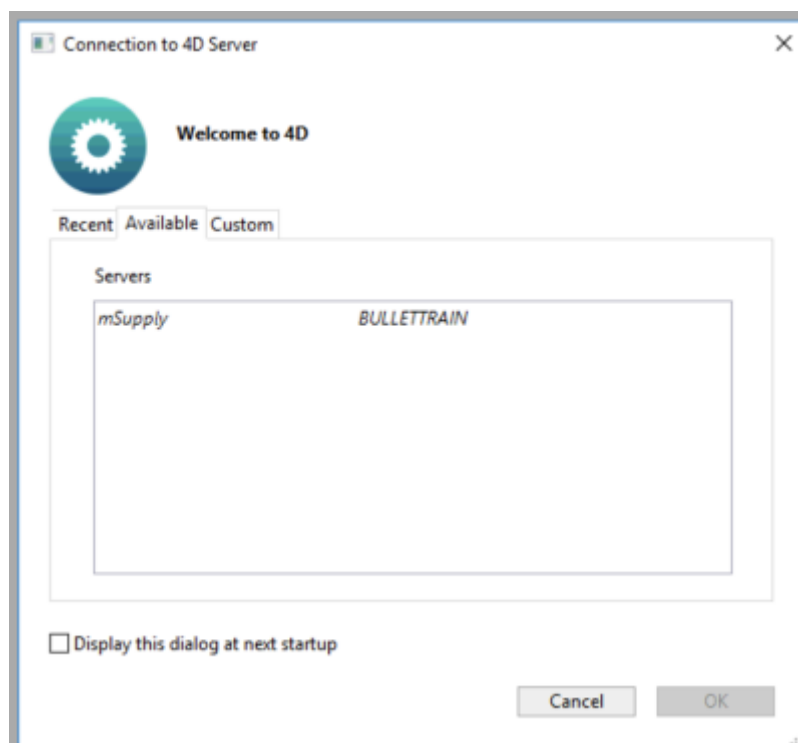 Connection to 4D Server
Welcome to 4D
Recent Available Custom
Servers
mSupply BULLETTRAIN
Display this dialog at next startup
Cancel OK